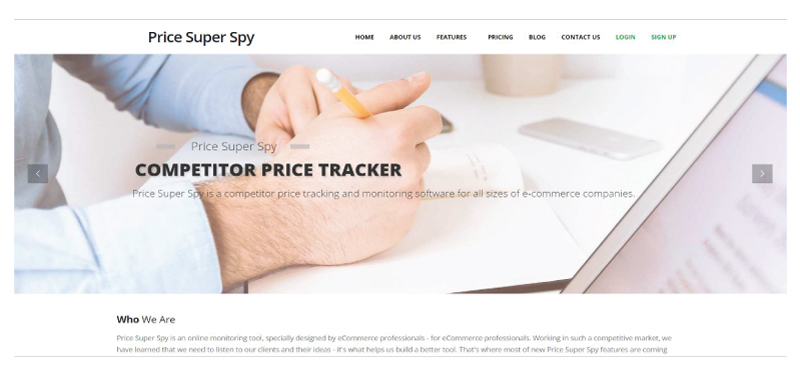 Price Super Spy
HOME ABOUT US FEATURES PRICING BLOG CONTACT US LOGIN SIGN UP
Price Super Spy
COMPETITOR PRICE TRACKER
Price Super Spy is a competitor price tracking and monitoring software for all sizes of e-commerce companies.
Who We Are
Price Super Spy is an online monitoring tool, specially designed by eCommerce professionals - for eCommerce professionals. Working in such a competitive market, we
have learned that we need to listen to our clients and their ideas - it's what helps us build a better tool. That's where most of new Price Super Spy features are coming